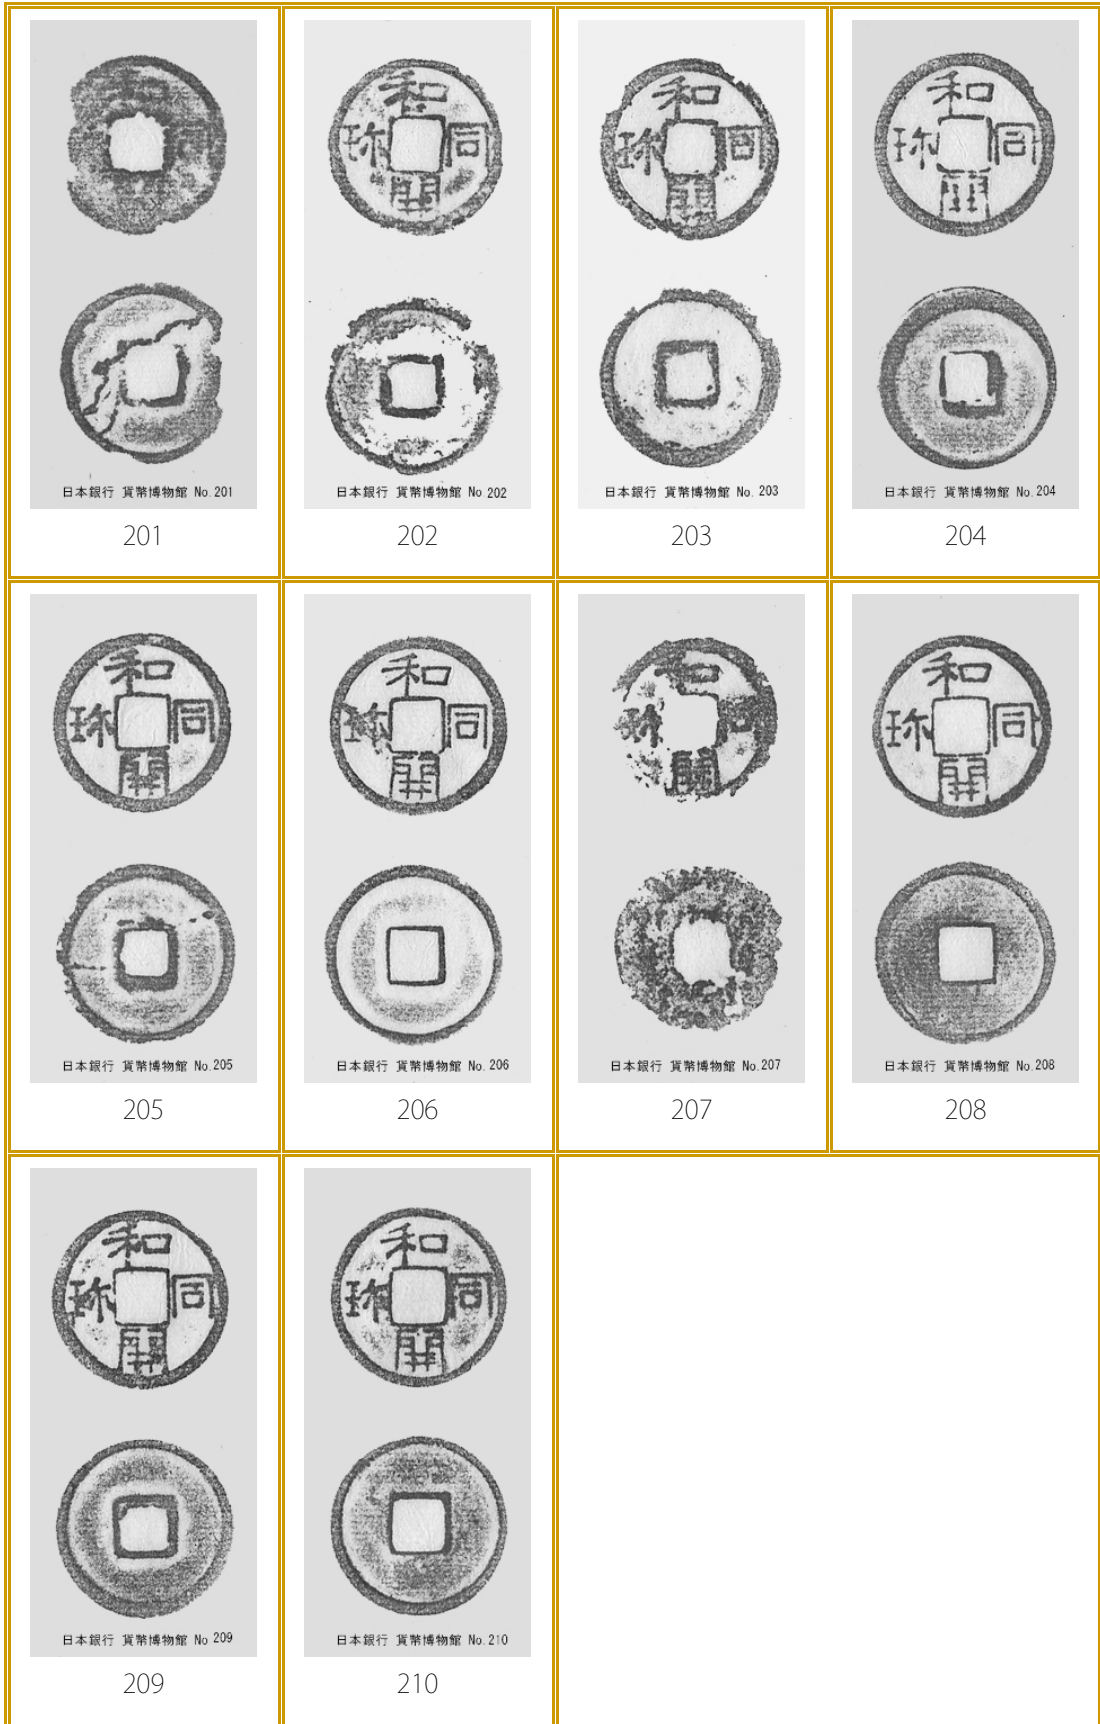 日本銀行 貨幣博物館 No.201
201
和同開珎
日本銀行 貨幣博物館 No. 202
202
和同開珎
日本銀行 貨幣博物館 No. 203
203
和同開珎
日本銀行 貨幣博物館 No.204
204
和同開珎
日本銀行 貨幣博物館 No.205
205
和同開珎
日本銀行 貨幣博物館 No.206
206
和同開珎
日本銀行 貨幣博物館 No.207
207
和同開珎
日本銀行 貨幣博物館 No.208
208
和同開珎
日本銀行 貨幣博物館 No 209
209
和同開珎
日本銀行 貨幣博物館 No.210
210